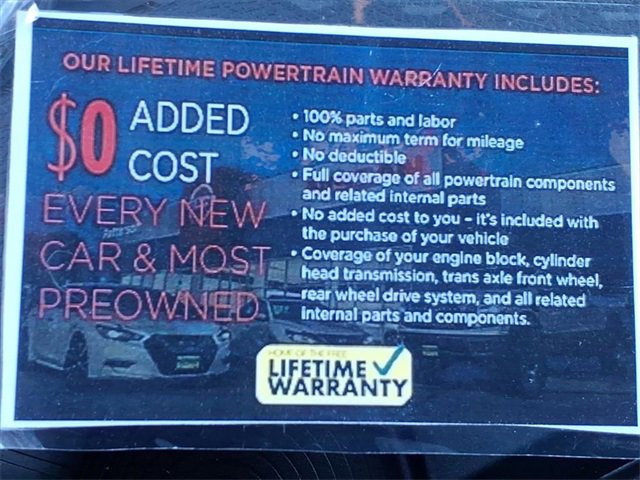 OUR LIFETIME POWERTRAIN WARRANTY INCLUDES:
$0 ADDED
COST
EVERY NEW
CAR & MOST
PREOWNED
• 100% parts and labor
• No maximum term for mileage
• No deductible
• Full coverage of all powertrain components
and related internal parts
• No added cost to you – it's included with
the purchase of your vehicle
• Coverage of your engine block, cylinder
head transmission, trans axle front wheel,
rear wheel drive system, and all related
internal parts and components.
HOME OF THE FREE
LIFETIME
WARRANTY